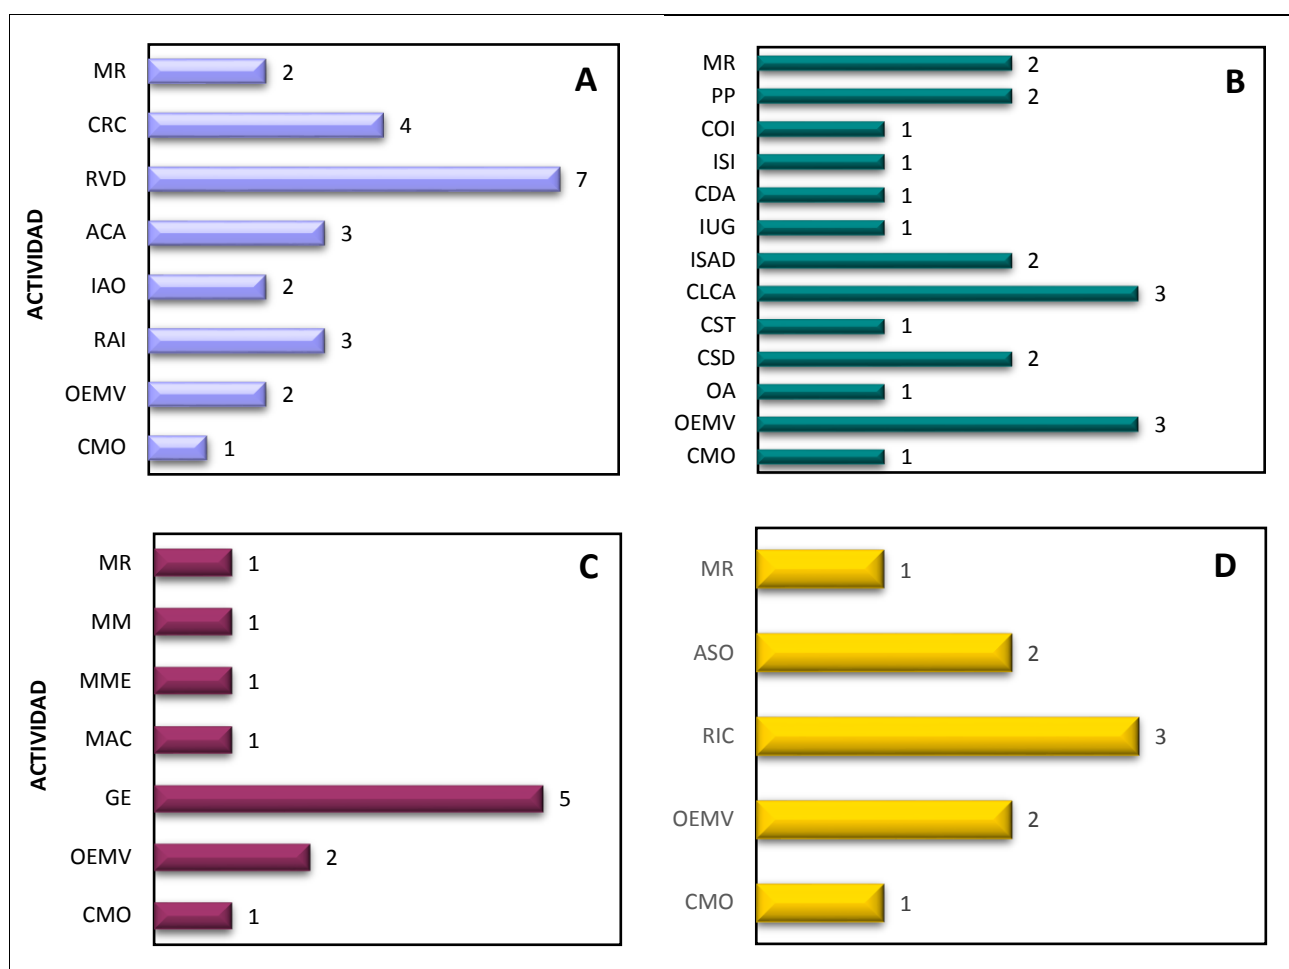 A
ACTIVIDAD
MR 2
CRC 4
RVD 7
ACA 3
IAO 2
RAI 3
OEMV 2
CMO 1
B
MR 2
PP 2
COI 1
ISI 1
CDA 1
IUG 1
ISAD 2
CLCA 3
CST 1
CSD 2
OA 1
OEMV 3
CMO 1
C
ACTIVIDAD
MR 1
MM 1
MME 1
MAC 1
GE 5
OEMV 2
CMO 1
D
MR 1
ASO 2
RIC 3
OEMV 2
CMO 1